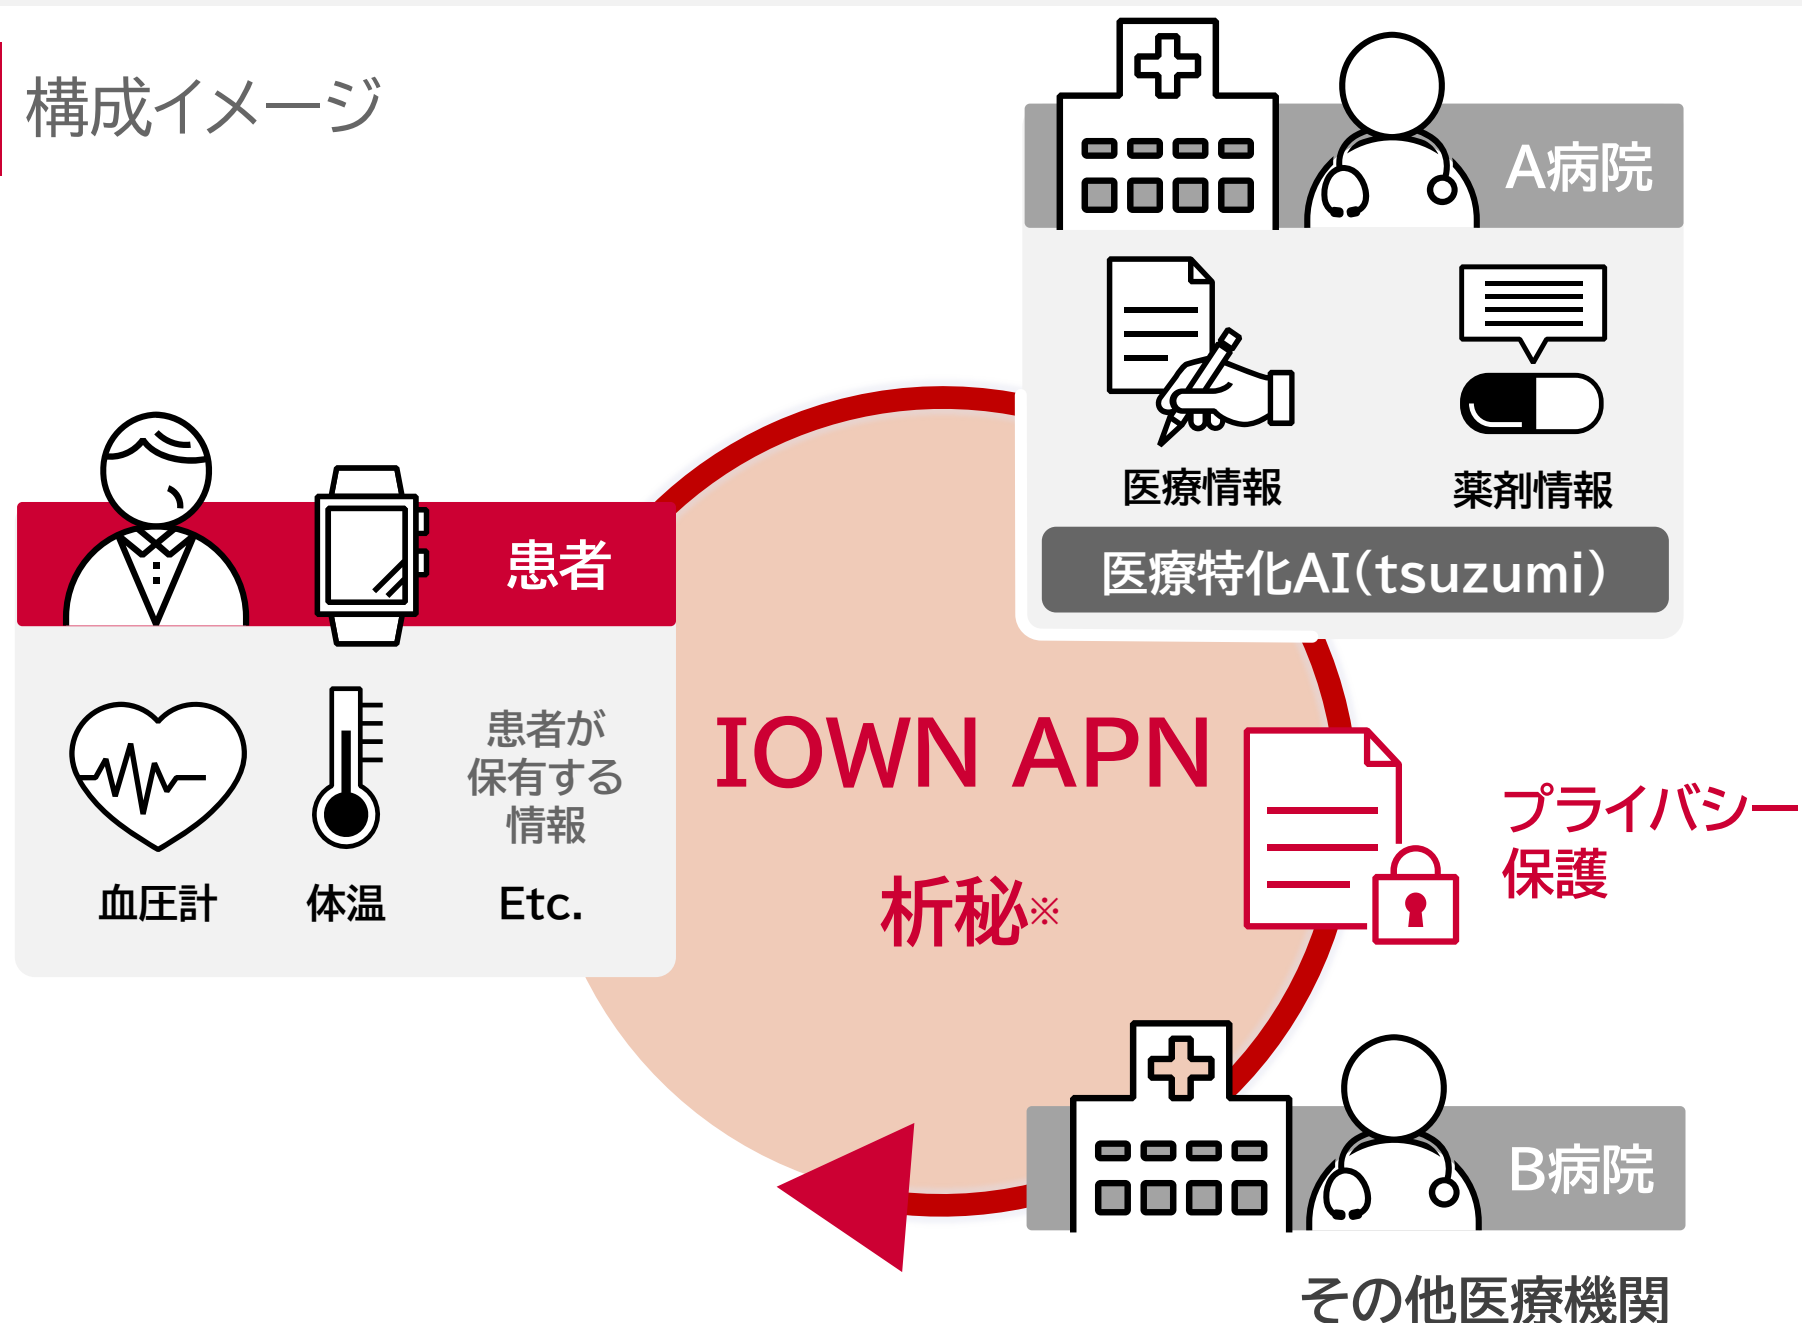 構成イメージ
A病院
医療情報
薬剤情報
医療特化AI(tsuzumi)
患者
患者が
保有する
情報
血圧計
体温
Etc.
IOWN APN
析秘※
プライバシー
保護
B病院
その他医療機関